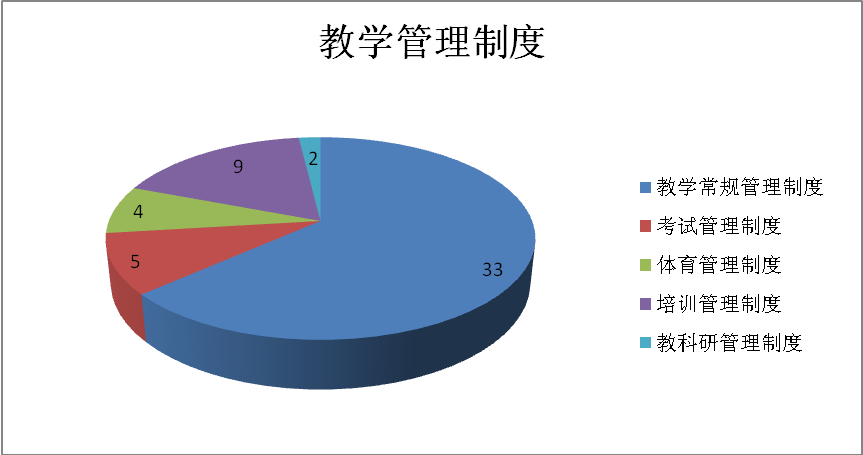 教学管理制度
2
9
4
5
33
教学常规管理制度
考试管理制度
体育管理制度
培训管理制度
教科研管理制度